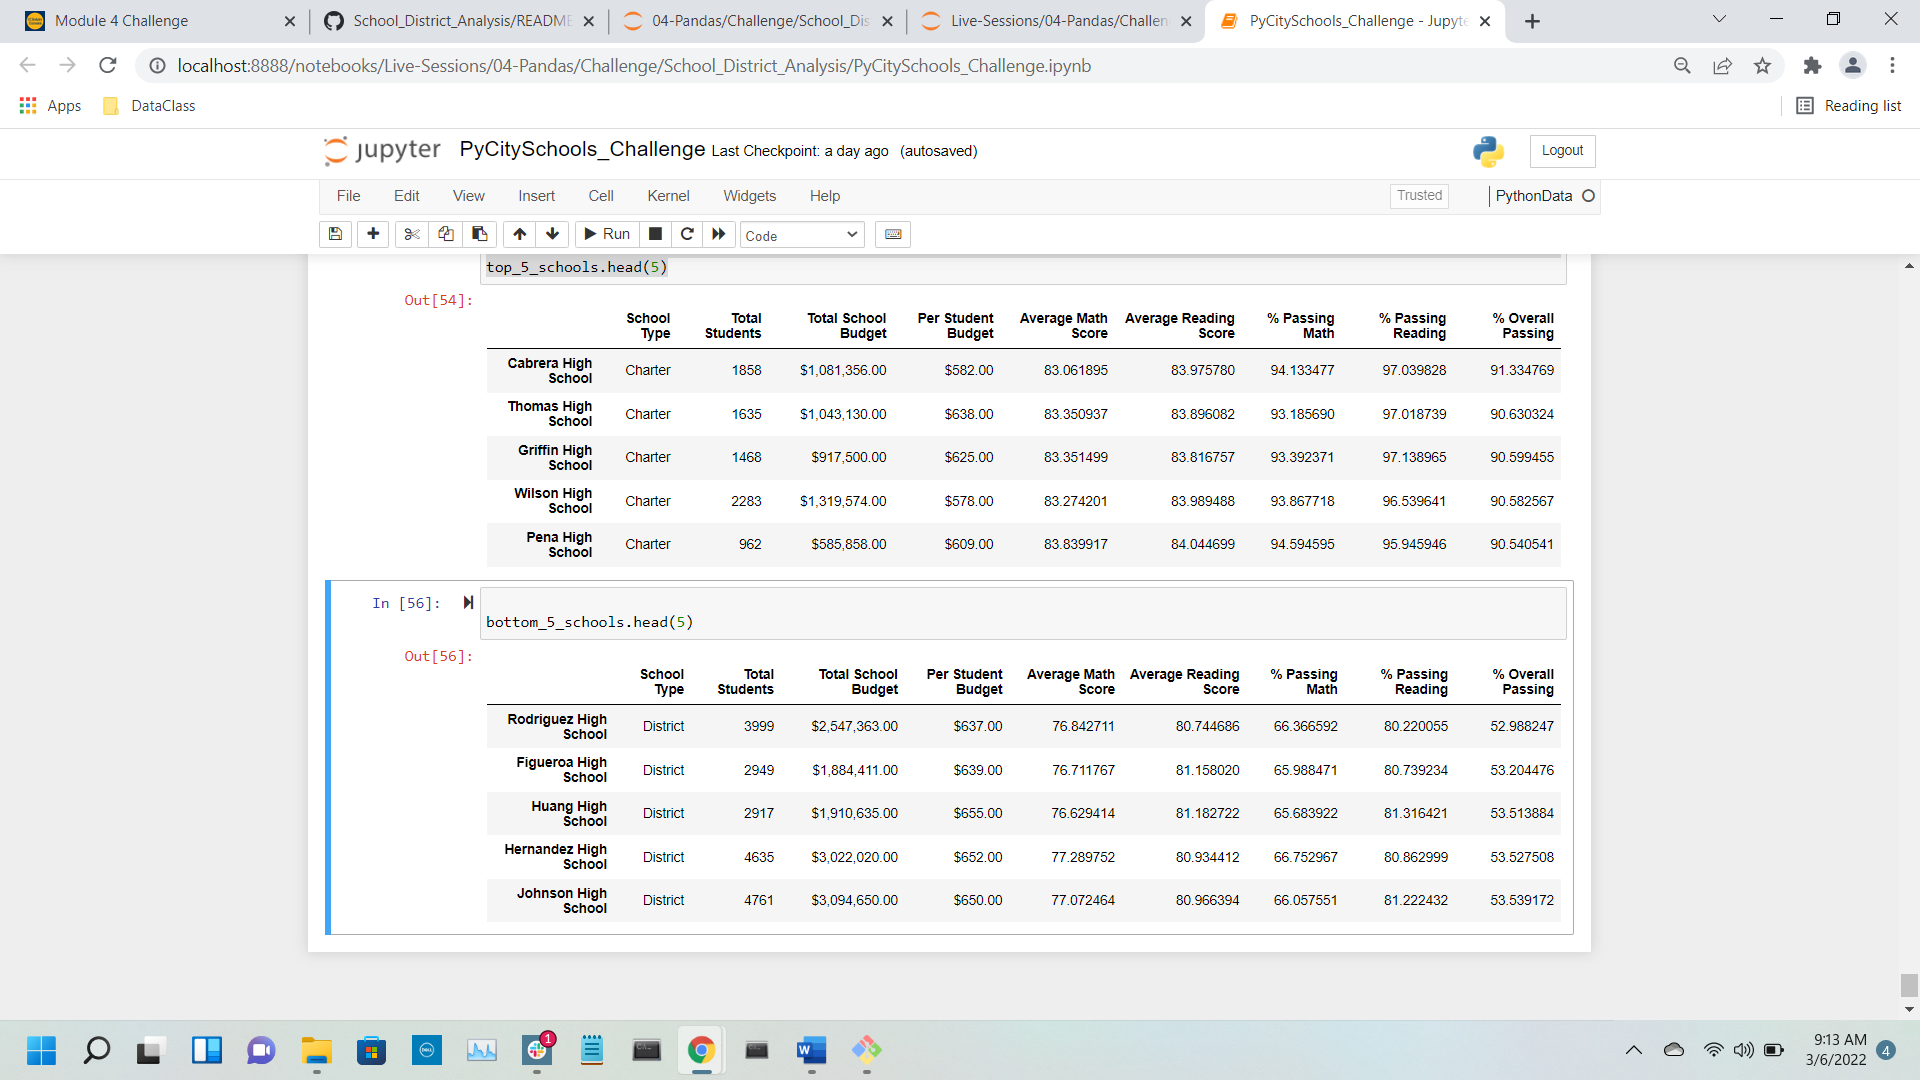 Module 4 Challenge
School_District_Analysis/README
04-Pandas/Challenge/School_Dis
Live-Sessions/04-Pandas/Challen
PyCitySchools_Challenge - Jupyte
localhost:8888/notebooks/Live-Sessions/04-Pandas/Challenge/School_District_Analysis/PyCitySchools_Challenge.ipynb
Apps DataClass Reading list
jupyter PyCitySchools_Challenge Last Checkpoint: a day ago (autosaved) Logout
File Edit View Insert Cell Kernel Widgets Help Trusted PythonData
Run Code
top_5_schools.head(5)
Out[54]:
School Total Total School Per Student Average Math Average Reading % Passing % Passing % Overall
Type Students Budget Budget Score Score Math Reading Passing
Cabrera High
School Charter 1858 $1,081,356.00 $582.00 83.061895 83.975780 94.133477 97.039828 91.334769
Thomas High
School Charter 1635 $1,043,130.00 $638.00 83.350937 83.896082 93.185690 97.018739 90.630324
Griffin High
School Charter 1468 $917,500.00 $625.00 83.351499 83.816757 93.392371 97.138965 90.599455
Wilson High
School Charter 2283 $1,319,574.00 $578.00 83.274201 83.989488 93.867718 96.539641 90.582567
Pena High
School Charter 962 $585,858.00 $609.00 83.839917 84.044699 94.594595 95.945946 90.540541
In [56]:
bottom_5_schools.head(5)
Out[56]:
School Total Total School Per Student Average Math Average Reading % Passing % Passing % Overall
Type Students Budget Budget Score Score Math Reading Passing
Rodriguez High
School District 3999 $2,547,363.00 $637.00 76.842711 80.744686 66.366592 80.220055 52.988247
Figueroa High
School District 2949 $1,884,411.00 $639.00 76.711767 81.158020 65.988471 80.739234 53.204476
Huang High
School District 2917 $1,910,635.00 $655.00 76.629414 81.182722 65.683922 81.316421 53.513884
Hernandez High
School District 4635 $3,022,020.00 $652.00 77.289752 80.934412 66.752967 80.862999 53.527508
Johnson High
School District 4761 $3,094,650.00 $650.00 77.072464 80.966394 66.057551 81.222432 53.539172
1
W
9:13 AM
3/6/2022
4